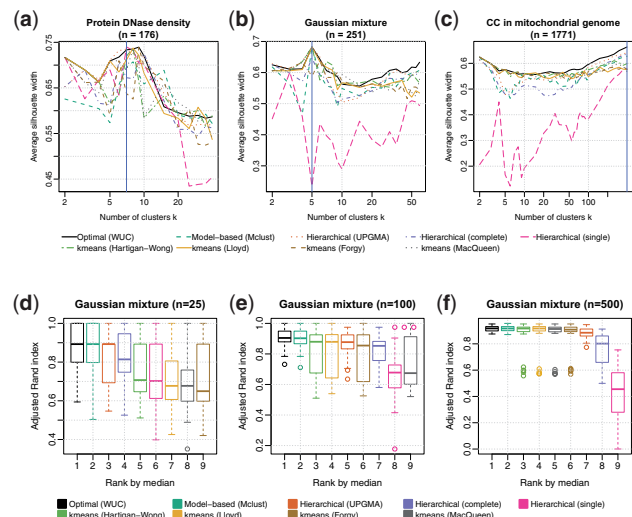 (a)
Protein DNase density
(n = 176)
Average silhouette width
0.75
0.65
0.55
0.45
2 5 10 20
Number of clusters k
(b)
Gaussian mixture
(n = 251)
Average silhouette width
0.7
0.6
0.5
0.4
0.3
2 5 10 20 50
Number of clusters k
(c)
CC in mitochondrial genome
(n = 1771)
Average silhouette width
0.6
0.5
0.4
0.3
0.2
2 5 10 20 50 100
Number of clusters k
Optimal (WUC) Model-based (Mclust) Hierarchical (UPGMA) Hierarchical (complete) Hierarchical (single)
kmeans (Hartigan-Wong) kmeans (Lloyd) kmeans (Forgy) kmeans (MacQueen)
(d)
Gaussian mixture (n=25)
Adjusted Rand index
1.0
0.8
0.6
0.4
1 2 3 4 5 6 7 8 9
Rank by median
(e)
Gaussian mixture (n=100)
Adjusted Rand index
1.0
0.8
0.6
0.4
0.2
1 2 3 4 5 6 7 8 9
Rank by median
(f)
Gaussian mixture (n=500)
Adjusted Rand index
0.8
0.4
0.0
1 2 3 4 5 6 7 8 9
Rank by median
Optimal (WUC) Model-based (Mclust) Hierarchical (UPGMA) Hierarchical (complete) Hierarchical (single)
kmeans (Hartigan-Wong) kmeans (Lloyd) kmeans (Forgy) kmeans (MacQueen)